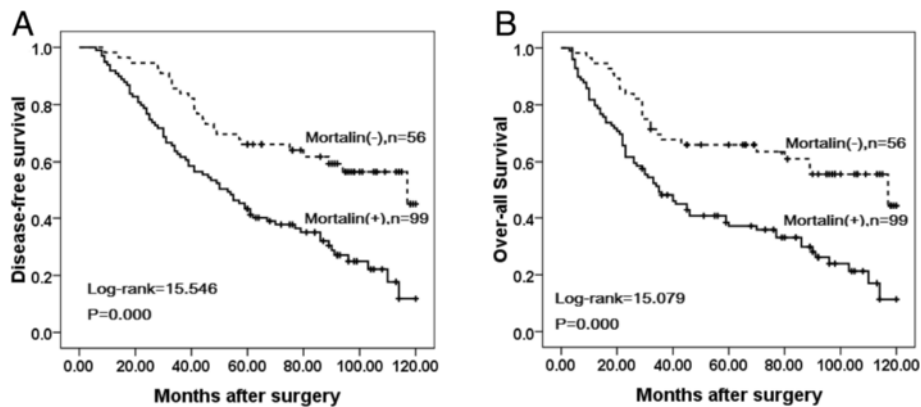 A
Disease-free survival
1.0
0.8
0.6
0.4
0.2
0.0
Mortalin(-),n=56
Mortalin(+),n=99
Log-rank=15.546
P=0.000
0.00 20.00 40.00 60.00 80.00 100.00 120.00
Months after surgery
B
Over-all Survival
1.0
0.8
0.6
0.4
0.2
0.0
Mortalin(-),n=56
Mortalin(+),n=99
Log-rank=15.079
P=0.000
0.00 20.00 40.00 60.00 80.00 100.00 120.00
Months after surgery